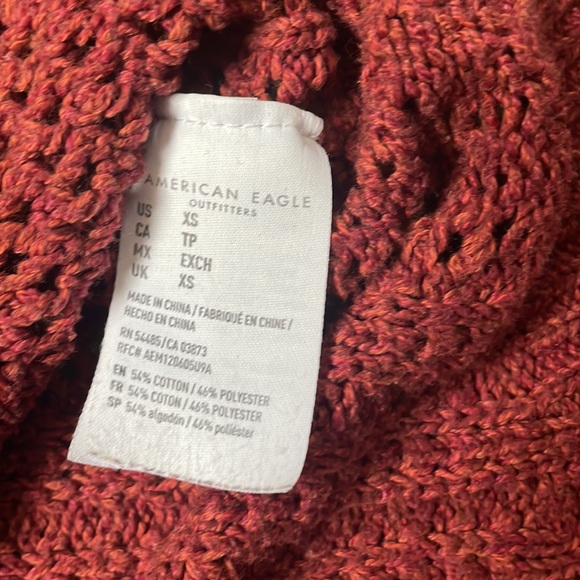 AMERICAN EAGLE
OUTFITTERS
US XS
CA TP
MX EXCH
UK XS
MADE IN CHINA / FABRIQUÉ EN CHINE /
HECHO EN CHINA
RN 54485/CA 03873
RFC# AEM120605U9A
EN 54% COTTON / 46% POLYESTER
FR 54% COTON / 46% POLYESTER
SP 54% algodón / 46% poliéster